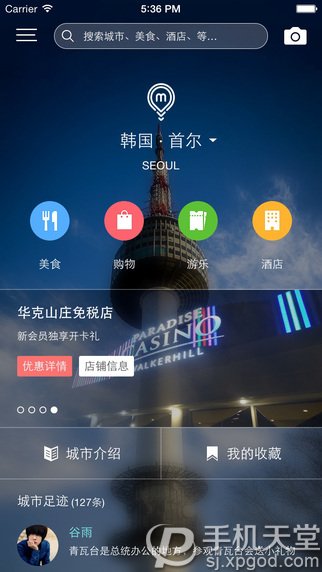 Carrier 5:36 PM
搜索城市、美食、酒店、等...
m
韩国·首尔
SEOUL
美食 购物 游乐 酒店
华克山庄免税店
新会员独享开卡礼
优惠详情 店铺信息
PARADISE
CASINO
WALKERHILL
城市介绍 我的收藏
城市足迹 (127条)
谷雨
青瓦台是总统办公的地方，参观青瓦台会送小礼物
手机天堂
sj.xpgod.com